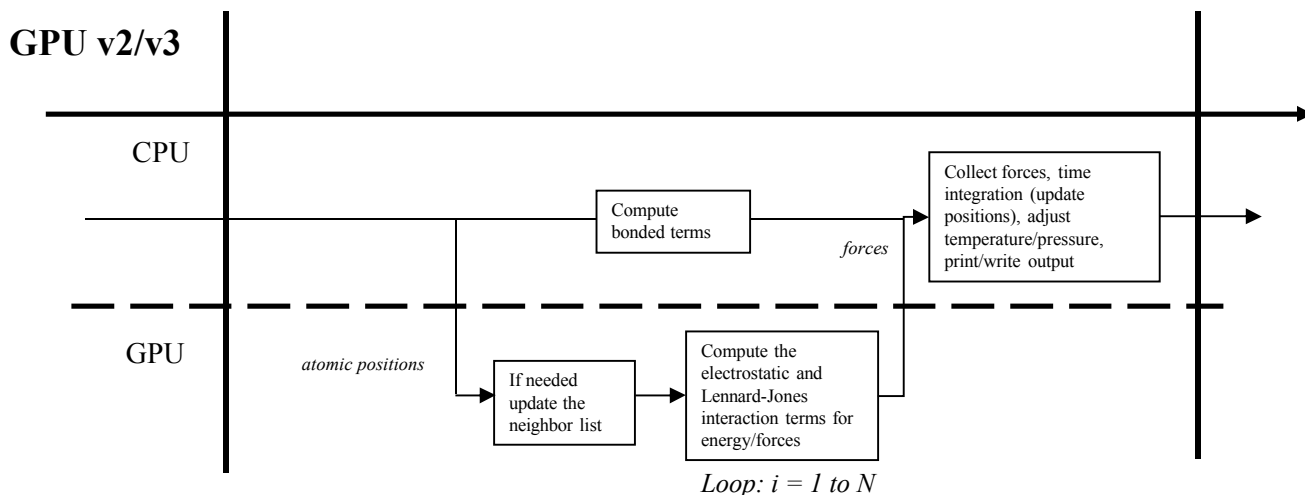 GPU v2/v3
CPU
Compute
bonded terms
forces
Collect forces, time
integration (update
positions), adjust
temperature/pressure,
print/write output
GPU
atomic positions
If needed
update the
neighbor list
Compute the
electrostatic and
Lennard-Jones
interaction terms for
energy/forces
Loop: i = 1 to N